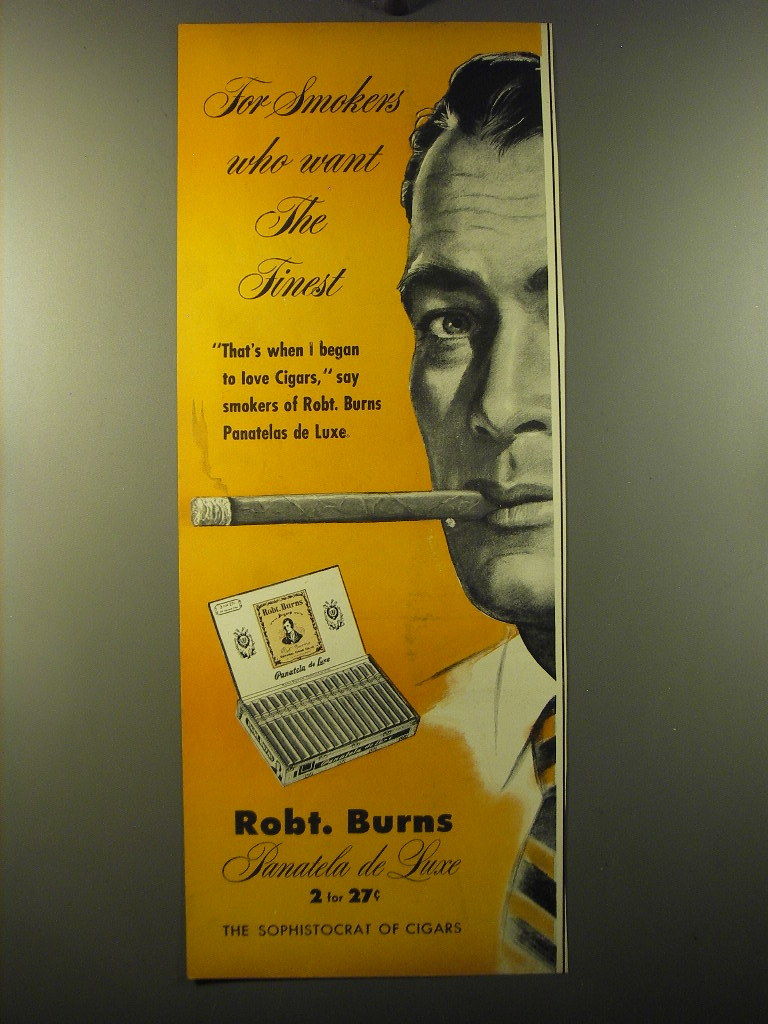 For Smokers
who want
The
Finest
"That's when I began
to love Cigars," say
smokers of Robt. Burns
Panatelas de Luxe.
Robt. Burns
Panatela de Luxe
Robt. Burns
Panatela de Luxe
2 for 27¢
THE SOPHISTOCRAT OF CIGARS